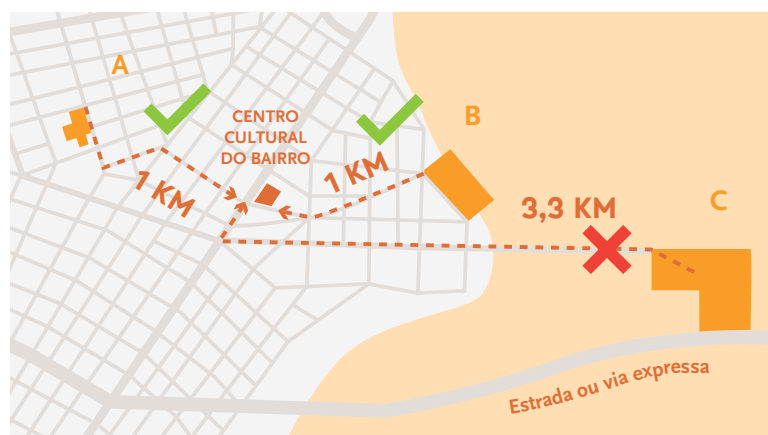 A
B
CENTRO
CULTURAL
DO BAIRRO
1 KM
1 KM
3,3 KM
C
Estrada ou via expressa